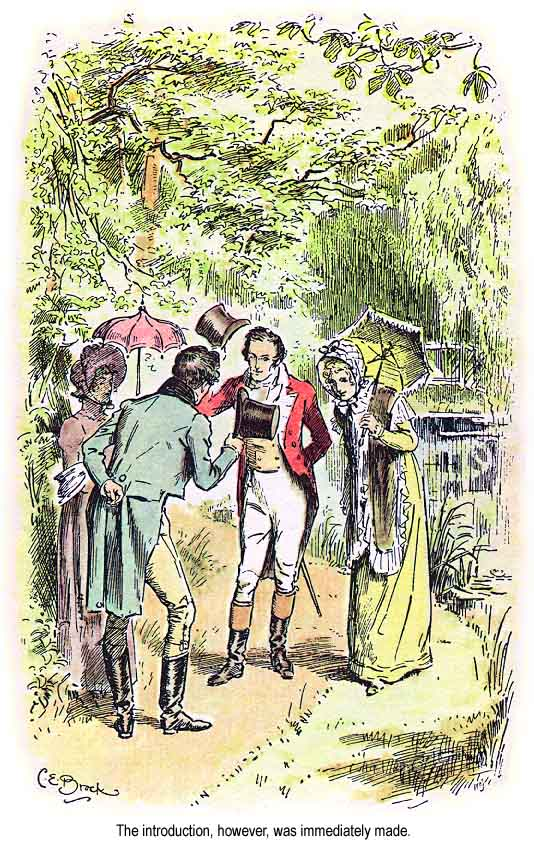 C. E. Brock
The introduction, however, was immediately made.